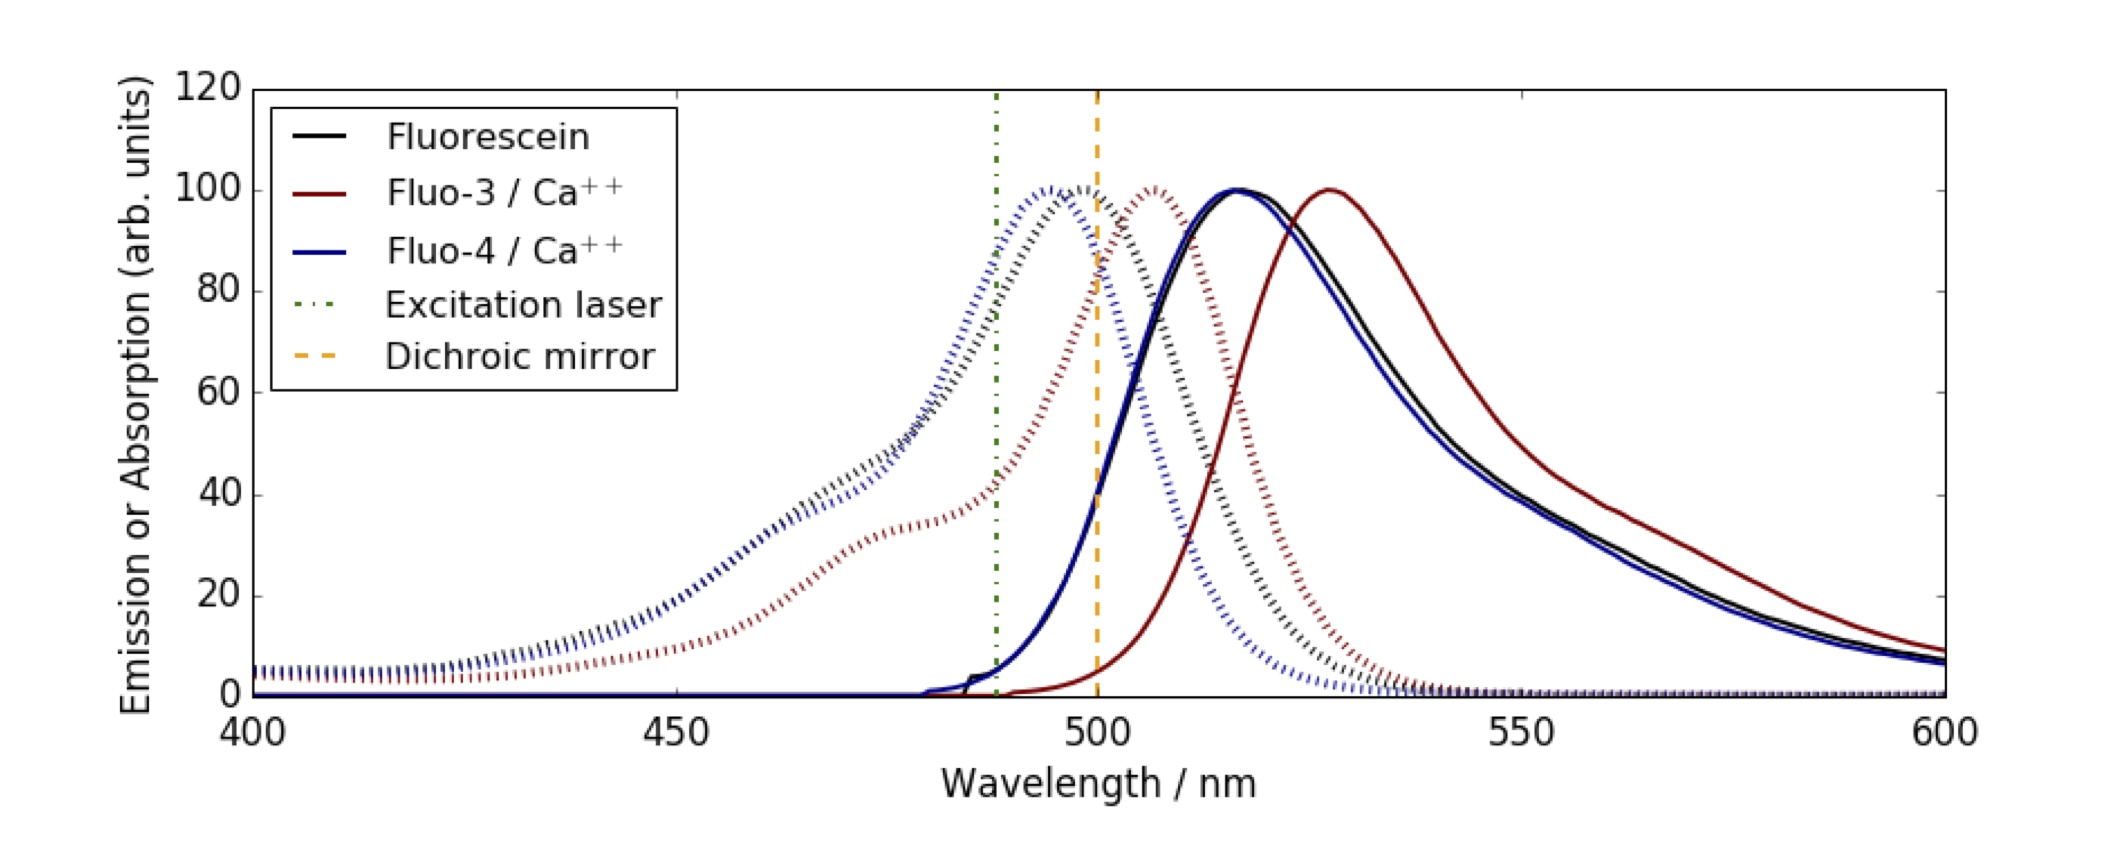 120
100
80
60
40
20
0
Emission or Absorption (arb. units)
Fluorescein
Fluo-3 / Ca⁺⁺
Fluo-4 / Ca⁺⁺
Excitation laser
Dichroic mirror
400 450 500 550 600
Wavelength / nm